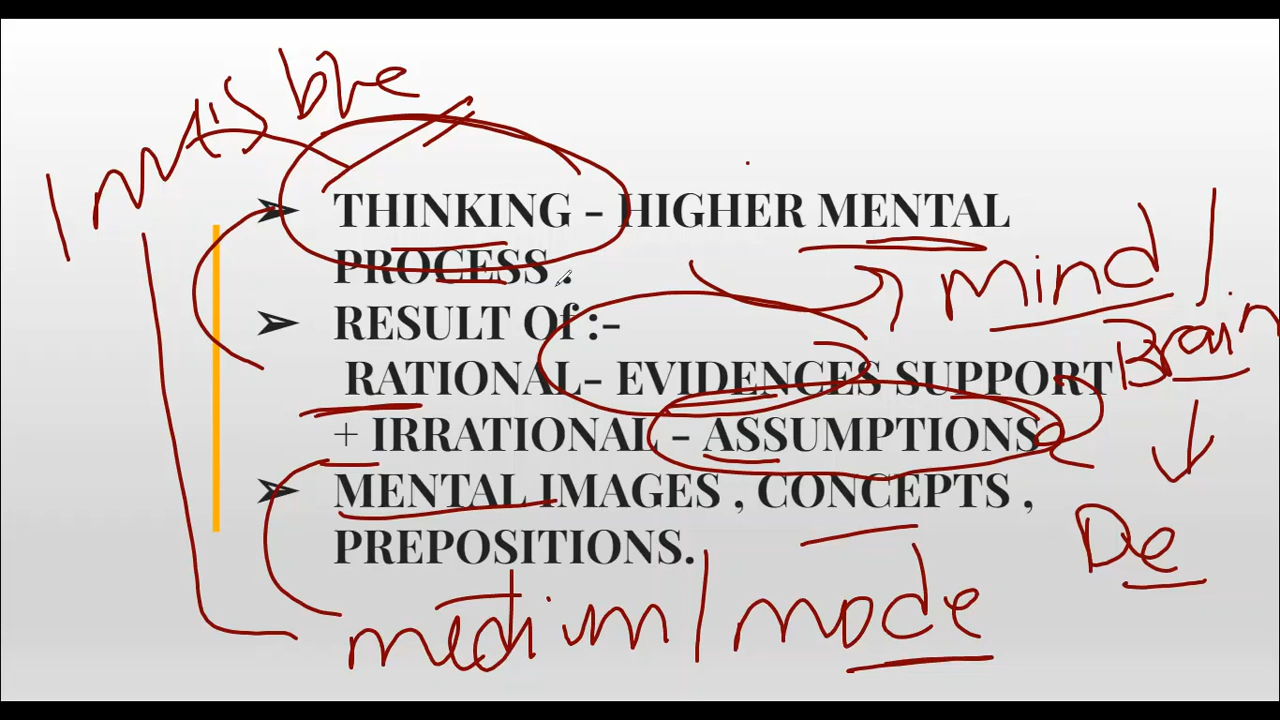 Invisible
➢ THINKING - HIGHER MENTAL
PROCESS .
mind /
Brain
➢ RESULT Of :-
RATIONAL- EVIDENCES SUPPORT
+ IRRATIONAL - ASSUMPTIONS
➢ MENTAL IMAGES , CONCEPTS ,
PREPOSITIONS.
De
medium / mode